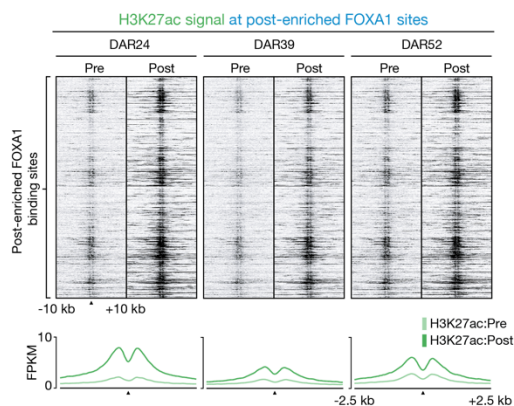 H3K27ac signal at post-enriched FOXA1 sites
DAR24 DAR39 DAR52
Pre Post Pre Post Pre Post
Post-enriched FOXA1
binding sites
-10 kb +10 kb
H3K27ac:Pre
H3K27ac:Post
10
FPKM
0
-2.5 kb +2.5 kb